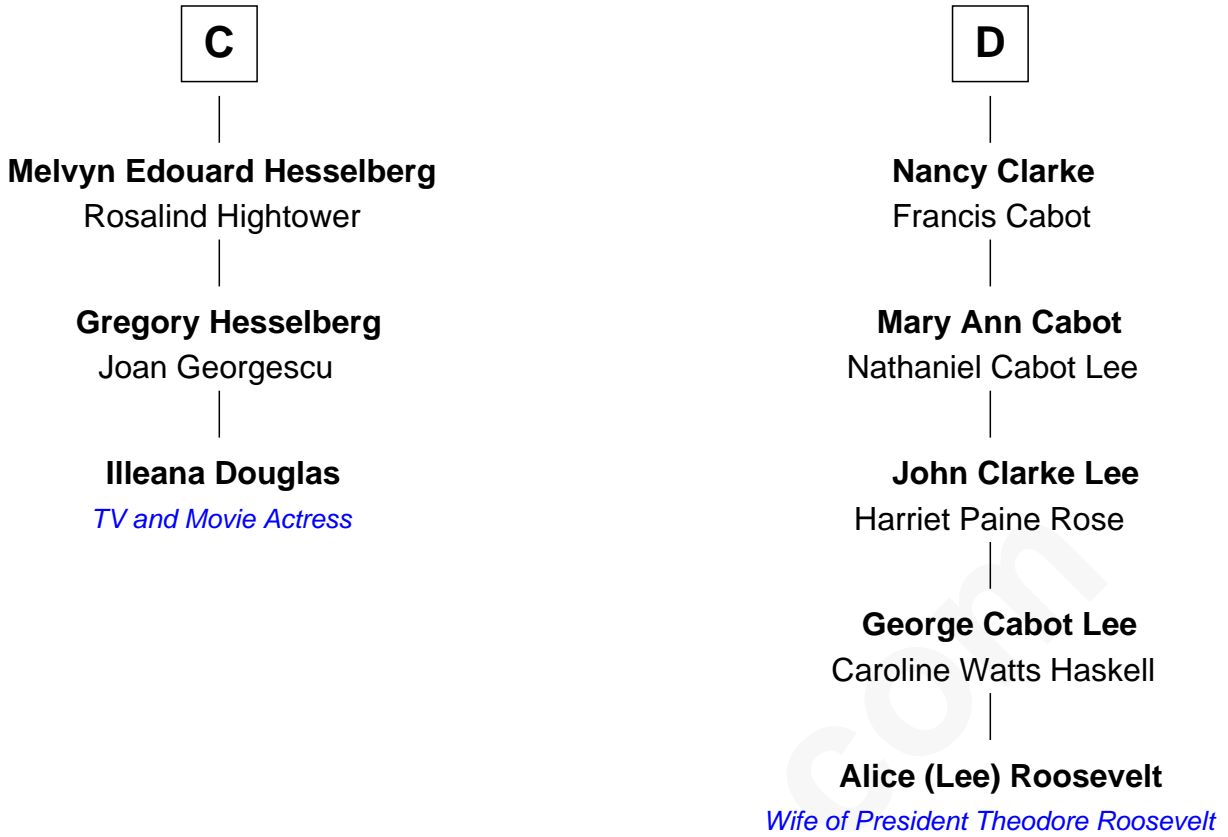 C
Melvyn Edouard Hesselberg
Rosalind Hightower
Gregory Hesselberg
Joan Georgescu
Illeana Douglas
TV and Movie Actress
D
Nancy Clarke
Francis Cabot
Mary Ann Cabot
Nathaniel Cabot Lee
John Clarke Lee
Harriet Paine Rose
George Cabot Lee
Caroline Watts Haskell
Alice (Lee) Roosevelt
Wife of President Theodore Roosevelt
com